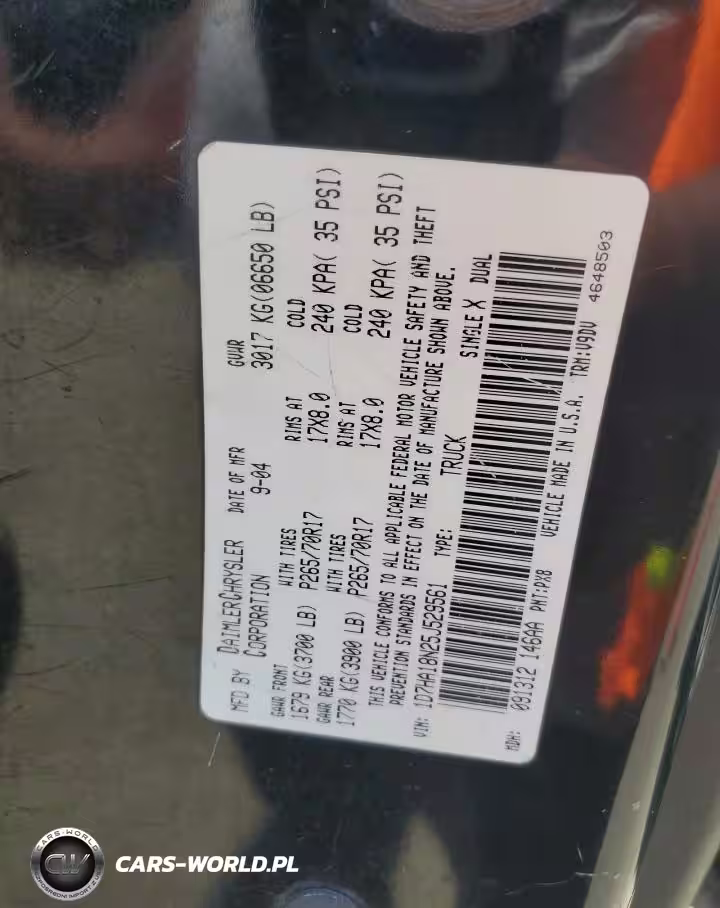 MFD BY DAIMLERCHRYSLER CORPORATION DATE OF MFR 9-04 GVWR 3017 KG(06650 LB)
GAWR FRONT WITH TIRES RIMS AT COLD
1679 KG(3700 LB) P265/70R17 17X8.0 240 KPA( 35 PSI)
GAWR REAR WITH TIRES RIMS AT COLD
1770 KG(3900 LB) P265/70R17 17X8.0 240 KPA( 35 PSI)
THIS VEHICLE CONFORMS TO ALL APPLICABLE FEDERAL MOTOR VEHICLE SAFETY AND THEFT
PREVENTION STANDARDS IN EFFECT ON THE DATE OF MANUFACTURE SHOWN ABOVE.
VIN: 1D7HA18N25J529561 TYPE: TRUCK SINGLE X DUAL
MDH: 091312 146AA PNT:PX8 VEHICLE MADE IN U.S.A. TRM:V9DV 4648503
CARS-WORLD
CW
CARS-WORLD.PL